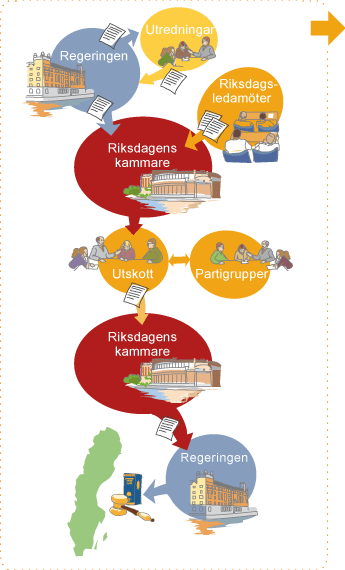 Utredningar
Regeringen
Riksdags-
ledamöter
Riksdagens
kammare
Utskott
Partigrupper
Riksdagens
kammare
Regeringen